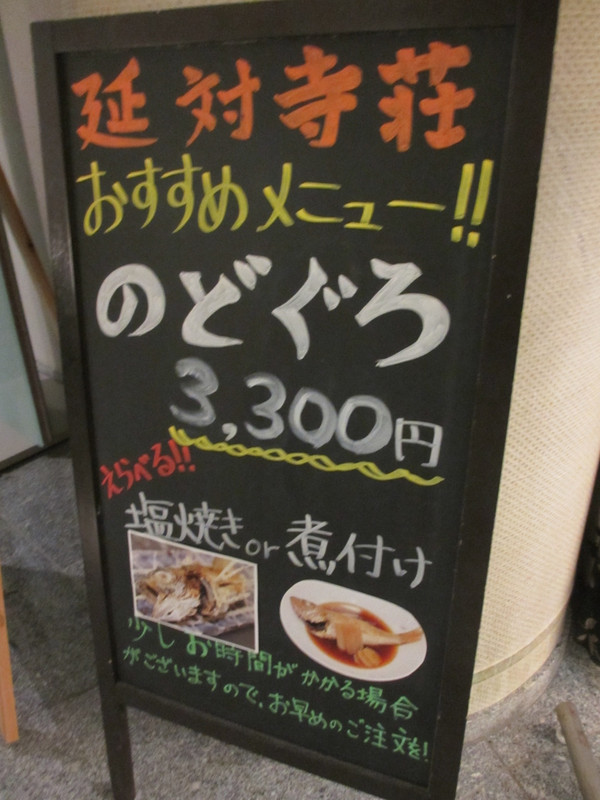 延対寺荘
おすすめメニュー!!
のどぐろ
3,300円
えらべる!!
塩焼き or 煮付け
少しお時間がかかる場合
がございますので、お早めのご注文を!